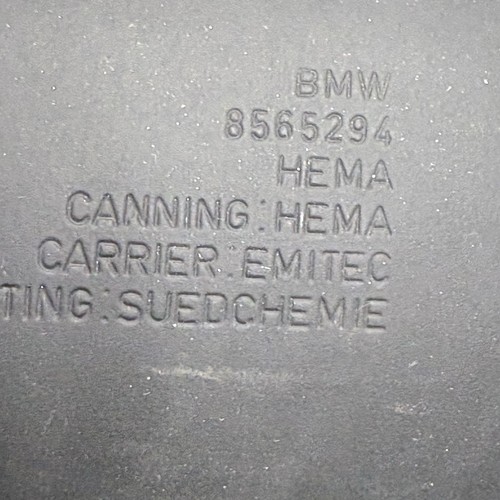 BMW
8565294
HEMA
CANNING:HEMA
CARRIER:EMITEC
TING:SUEDCHEMIE